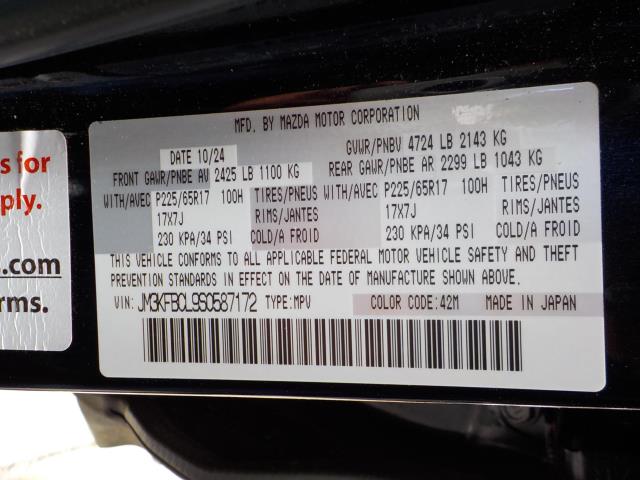 s for
ply.
s.com
rms.
MFD. BY MAZDA MOTOR CORPORATION
DATE 10/24 GVWR/PNBV 4724 LB 2143 KG
FRONT GAWR/PNBE AV 2425 LB 1100 KG REAR GAWR/PNBE AR 2299 LB 1043 KG
WITH/AVEC P225/65R17 100H TIRES/PNEUS WITH/AVEC P225/65R17 100H TIRES/PNEUS
17X7J RIMS/JANTES 17X7J RIMS/JANTES
230 KPA/34 PSI COLD/A FROID 230 KPA/34 PSI COLD/A FROID
THIS VEHICLE CONFORMS TO ALL APPLICABLE FEDERAL MOTOR VEHICLE SAFETY AND THEFT
PREVENTION STANDARDS IN EFFECT ON THE DATE OF MANUFACTURE SHOWN ABOVE.
VIN: JM3KFBCL9S0587172 TYPE:MPV COLOR CODE:42M MADE IN JAPAN